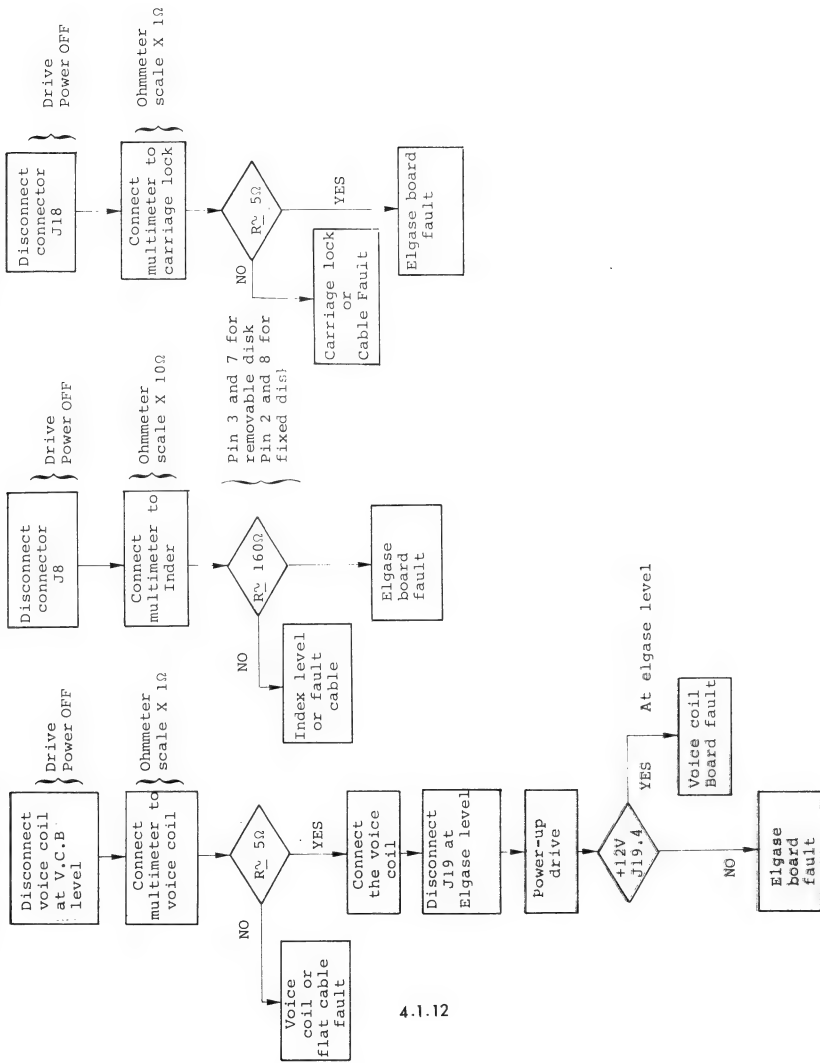 Disconnect
voice coil
at V.C.B
level
Drive
Power OFF
Connect
multimeter to
voice coil
Ohmmeter
scale X 1Ω
R≃ 5Ω
NO
Voice
coil or
flat cable
fault
YES
Connect
the voice
coil
Disconnect
J19 at
Elgase level
Power-up
drive
+12V
J19.4
YES
At elgase level
Voice coil
Board fault
NO
Elgase
board
fault
Disconnect
connector
J8
Drive
Power OFF
Connect
multimeter to
Inder
Ohmmeter
scale X 10Ω
R≃ 160Ω
Pin 3 and 7 for
removable disk
Pin 2 and 8 for
fixed disk
NO
Index level
or fault
cable
Elgase
board
fault
Disconnect
connector
J18
Drive
Power OFF
Connect
multimeter to
carriage lock
Ohmmeter
scale X 1Ω
R≃ 5Ω
NO
Carriage lock
or
Cable Fault
YES
Elgase board
fault
4.1.12